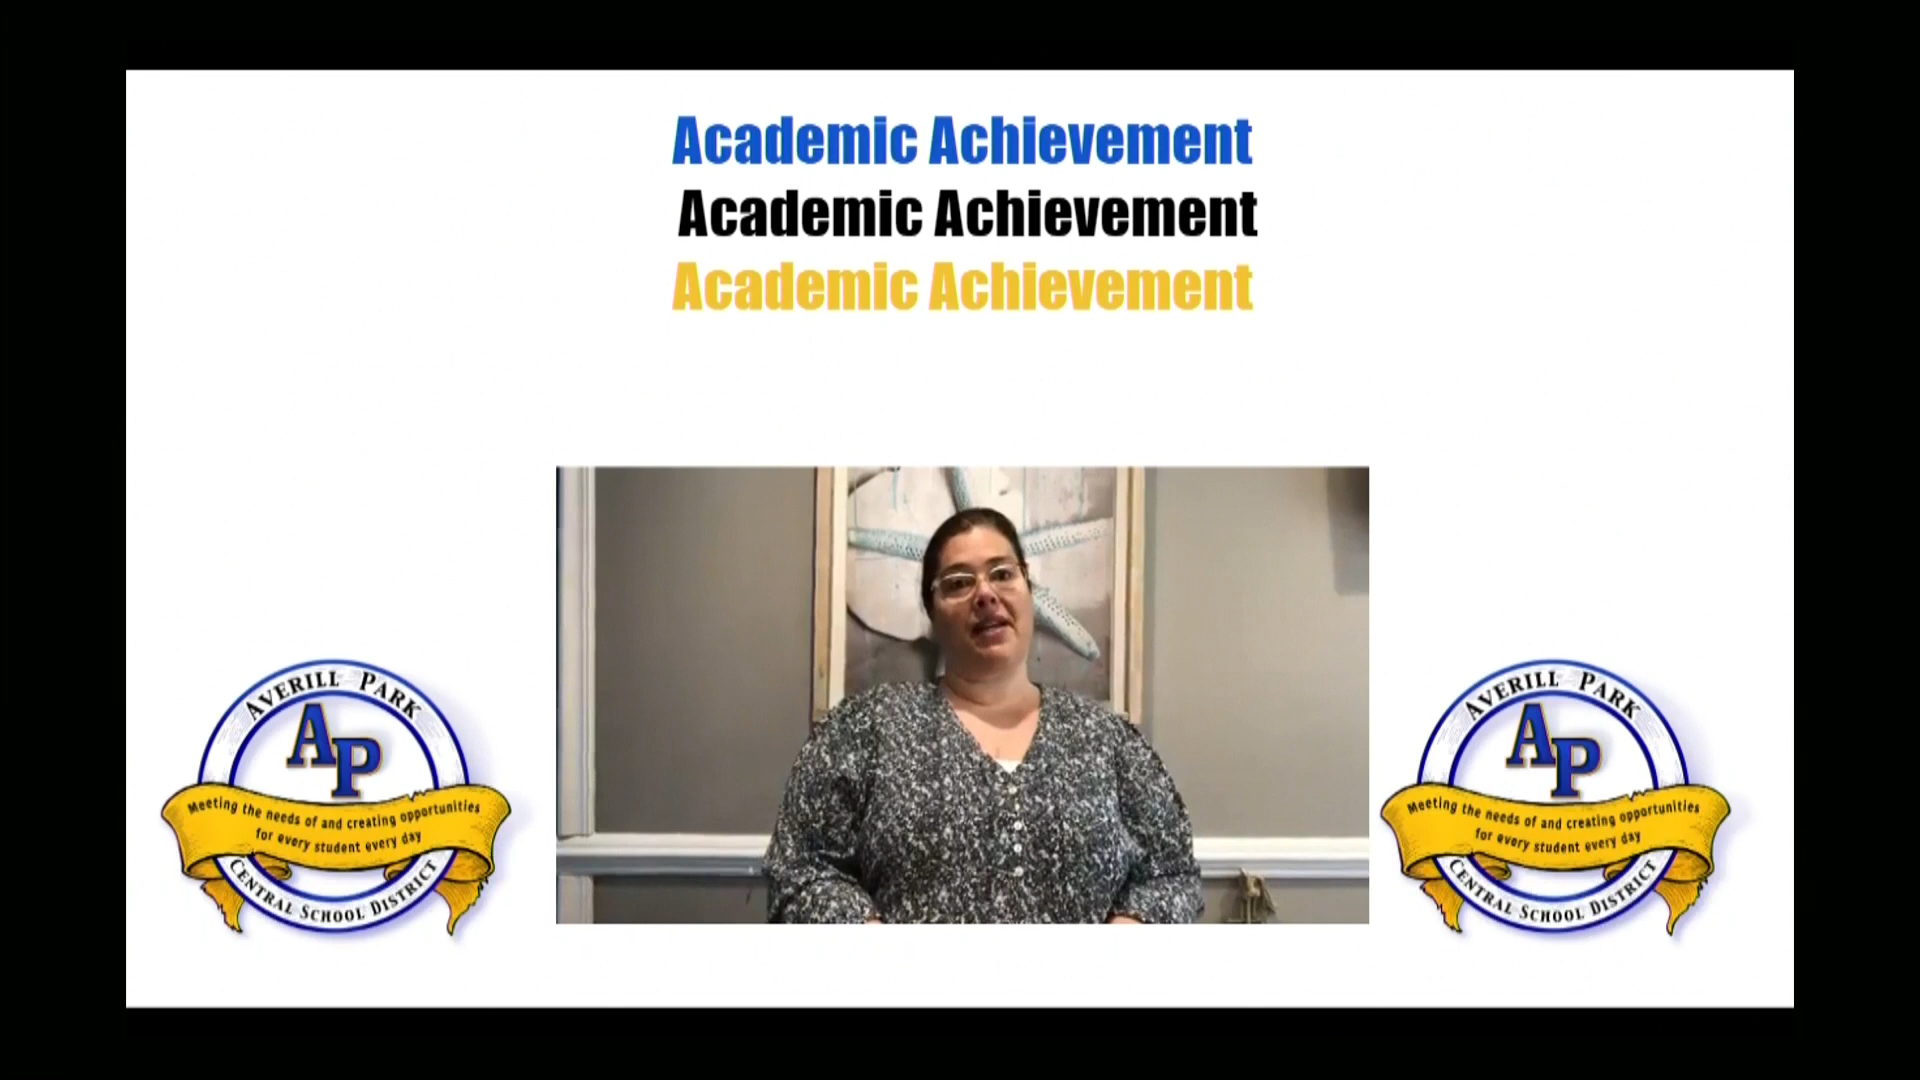 Academic Achievement
Academic Achievement
Academic Achievement
AVERILL PARK
AP
Meeting the needs of and creating opportunities
for every student every day
CENTRAL SCHOOL DISTRICT
AVERILL PARK
AP
Meeting the needs of and creating opportunities
for every student every day
CENTRAL SCHOOL DISTRICT